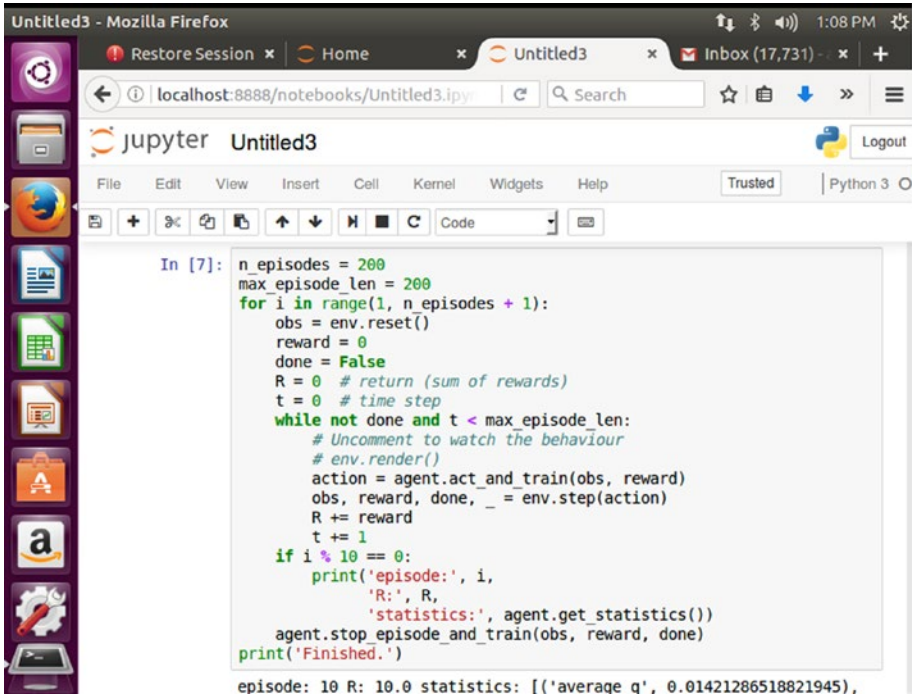 Untitled3 - Mozilla Firefox 1:08 PM
Restore Session × Home × Untitled3 × Inbox (17,731) - × +
localhost:8888/notebooks/Untitled3.ipyn Search
jupyter Untitled3 Logout
File Edit View Insert Cell Kernel Widgets Help Trusted Python 3
Code
In [7]: n_episodes = 200
max_episode_len = 200
for i in range(1, n_episodes + 1):
obs = env.reset()
reward = 0
done = False
R = 0 # return (sum of rewards)
t = 0 # time step
while not done and t < max_episode_len:
# Uncomment to watch the behaviour
# env.render()
action = agent.act_and_train(obs, reward)
obs, reward, done, _ = env.step(action)
R += reward
t += 1
if i % 10 == 0:
print('episode:', i,
'R:', R,
'statistics:', agent.get_statistics())
agent.stop_episode_and_train(obs, reward, done)
print('Finished.')
episode: 10 R: 10.0 statistics: [('average_q', 0.01421286518821945),